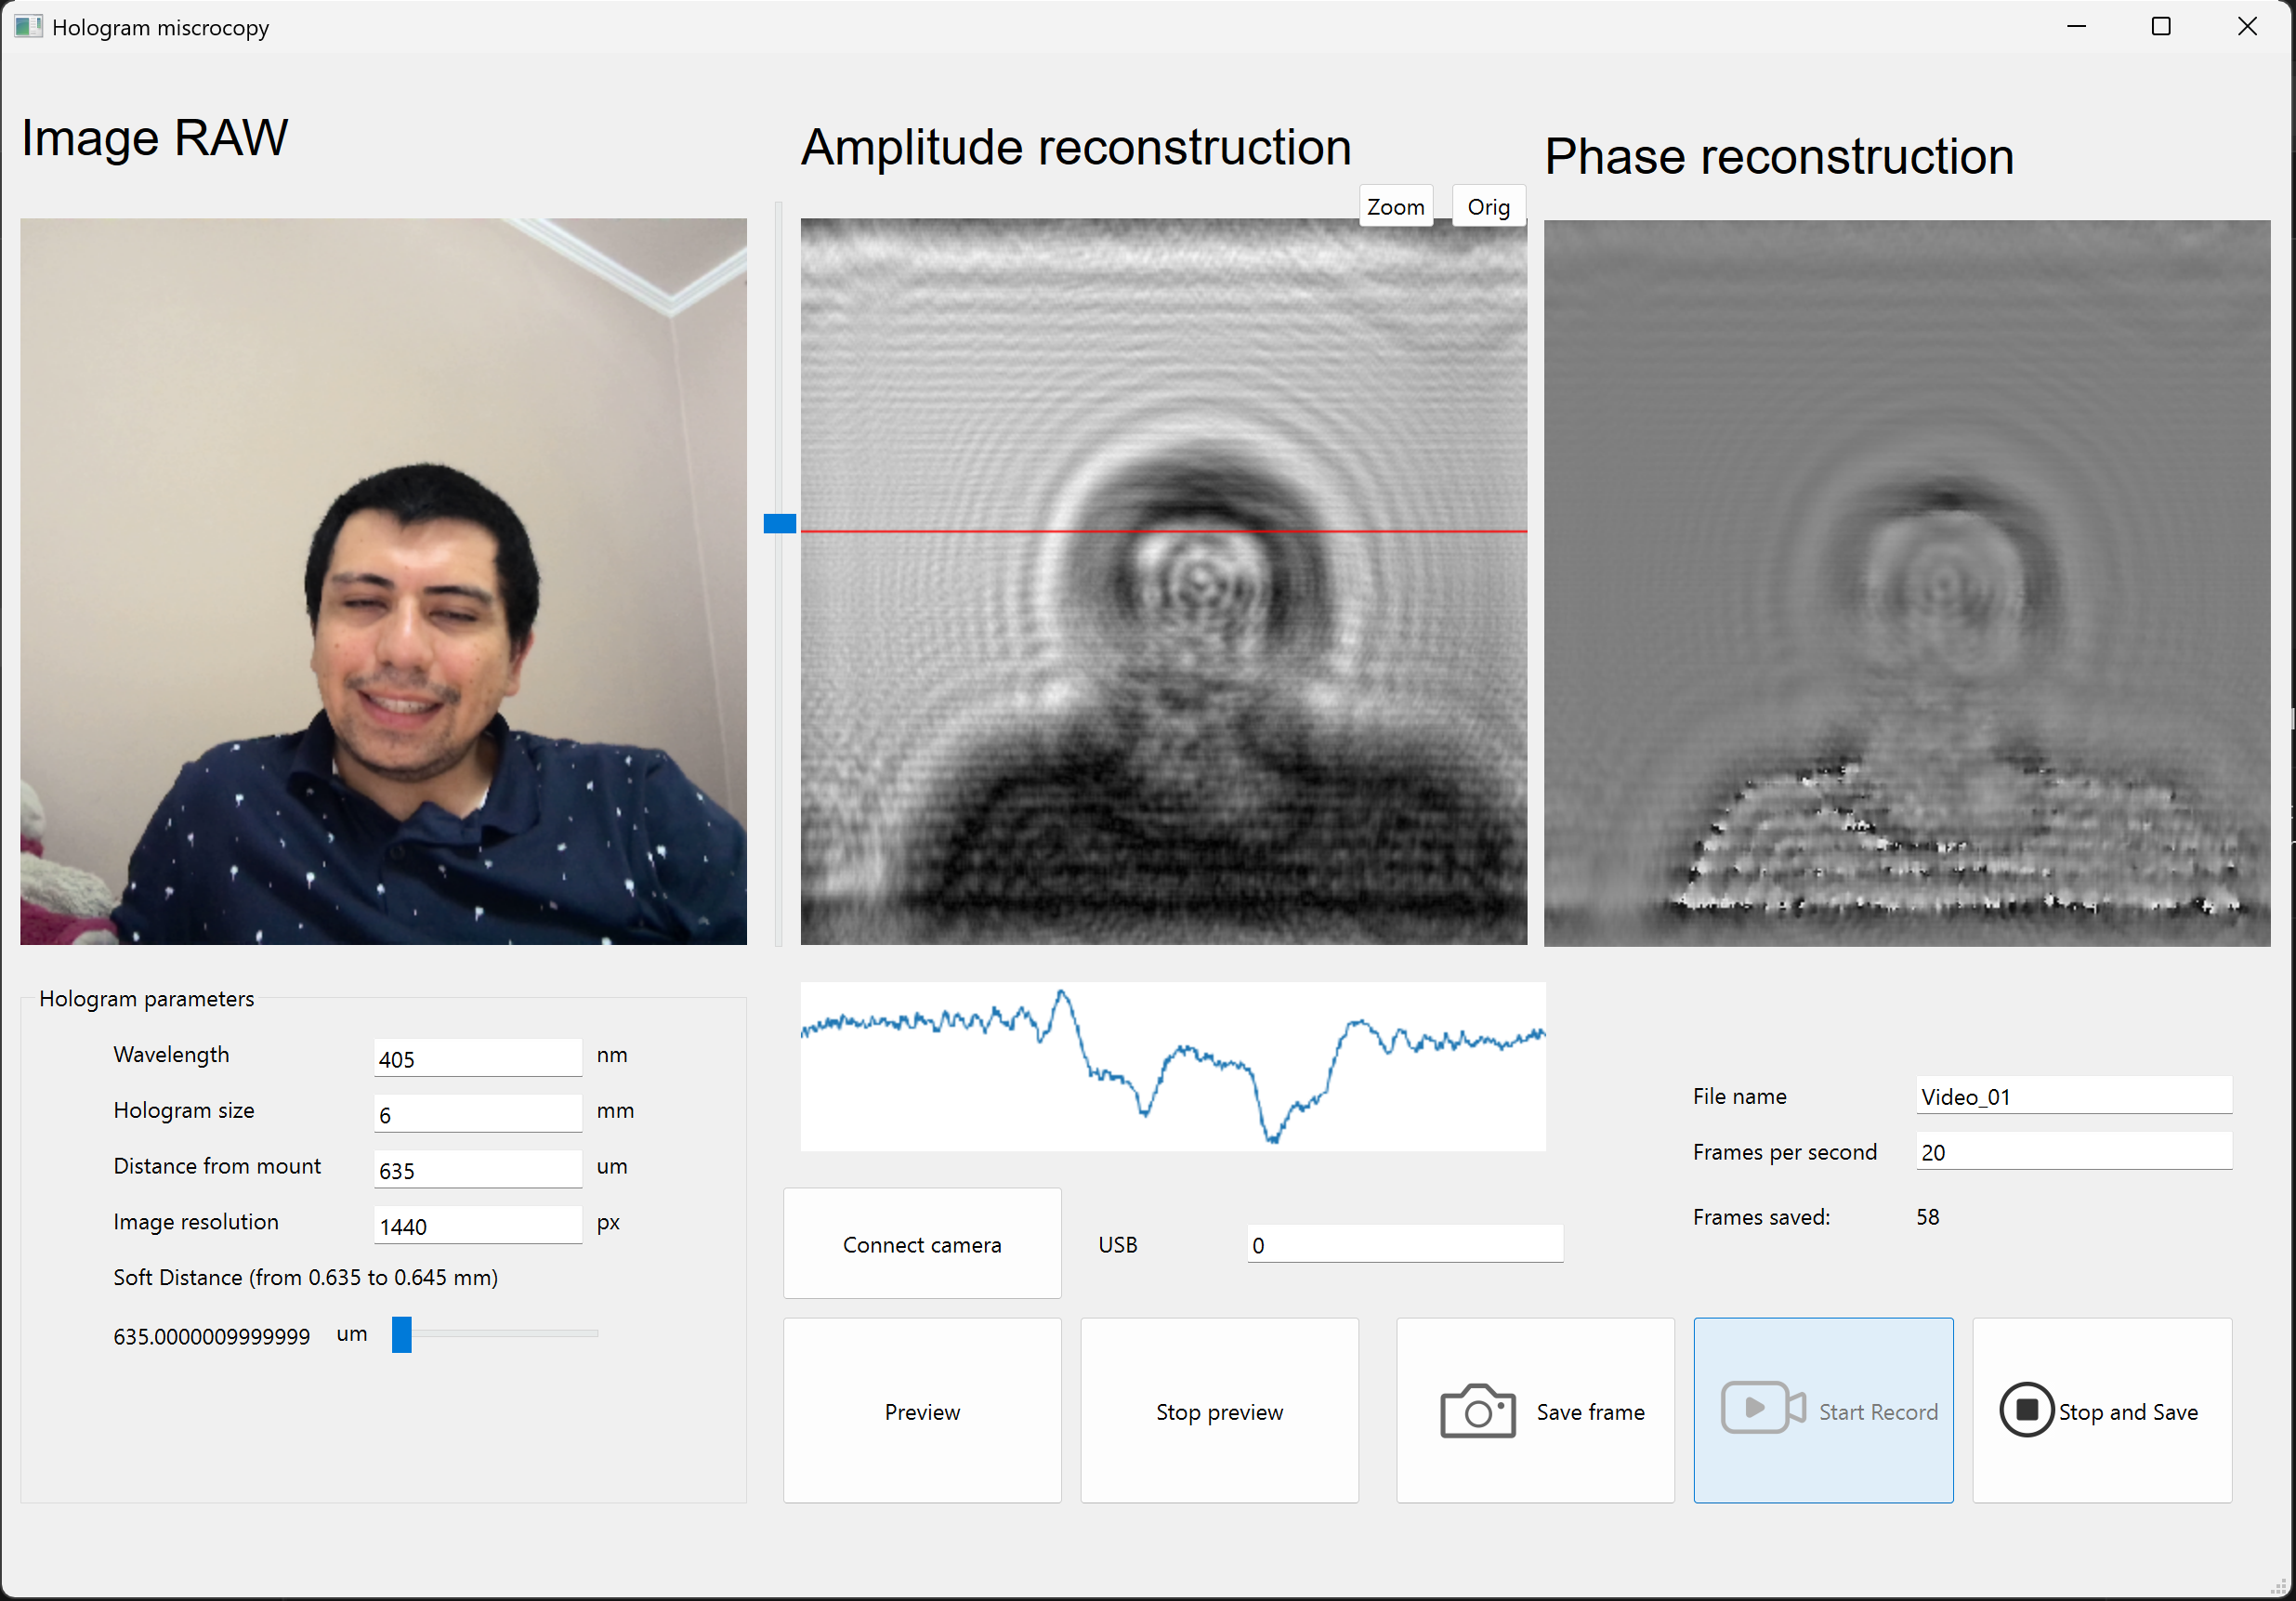 Hologram miscrocopy
Image RAW
Amplitude reconstruction
Phase reconstruction
Zoom
Orig
Hologram parameters
Wavelength 405 nm
Hologram size 6 mm
Distance from mount 635 um
Image resolution 1440 px
Soft Distance (from 0.635 to 0.645 mm)
635.0000009999999 um
File name Video_01
Frames per second 20
Frames saved: 58
Connect camera
USB 0
Preview
Stop preview
Save frame
Start Record
Stop and Save